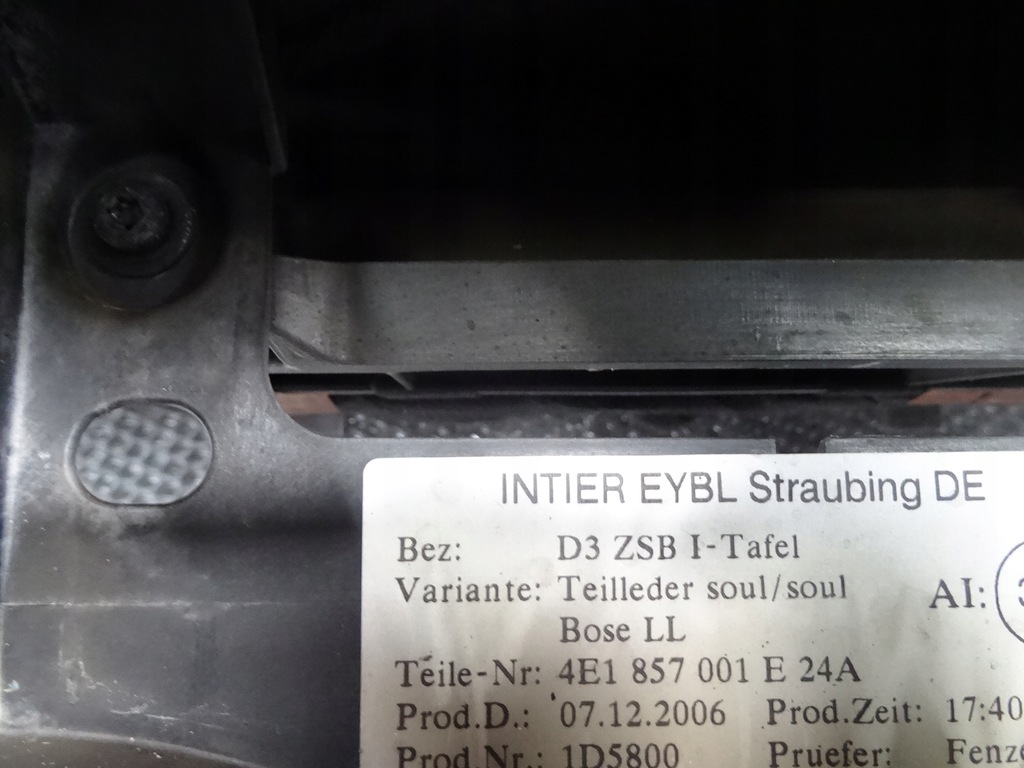 INTIER EYBL Straubing DE
Bez: D3 ZSB I-Tafel
Variante: Teilleder soul/soul
Bose LL
AI:
Teile-Nr: 4E1 857 001 E 24A
Prod.D.: 07.12.2006 Prod.Zeit: 17:40
Prod.Nr.: 1D5800 Pruefer: